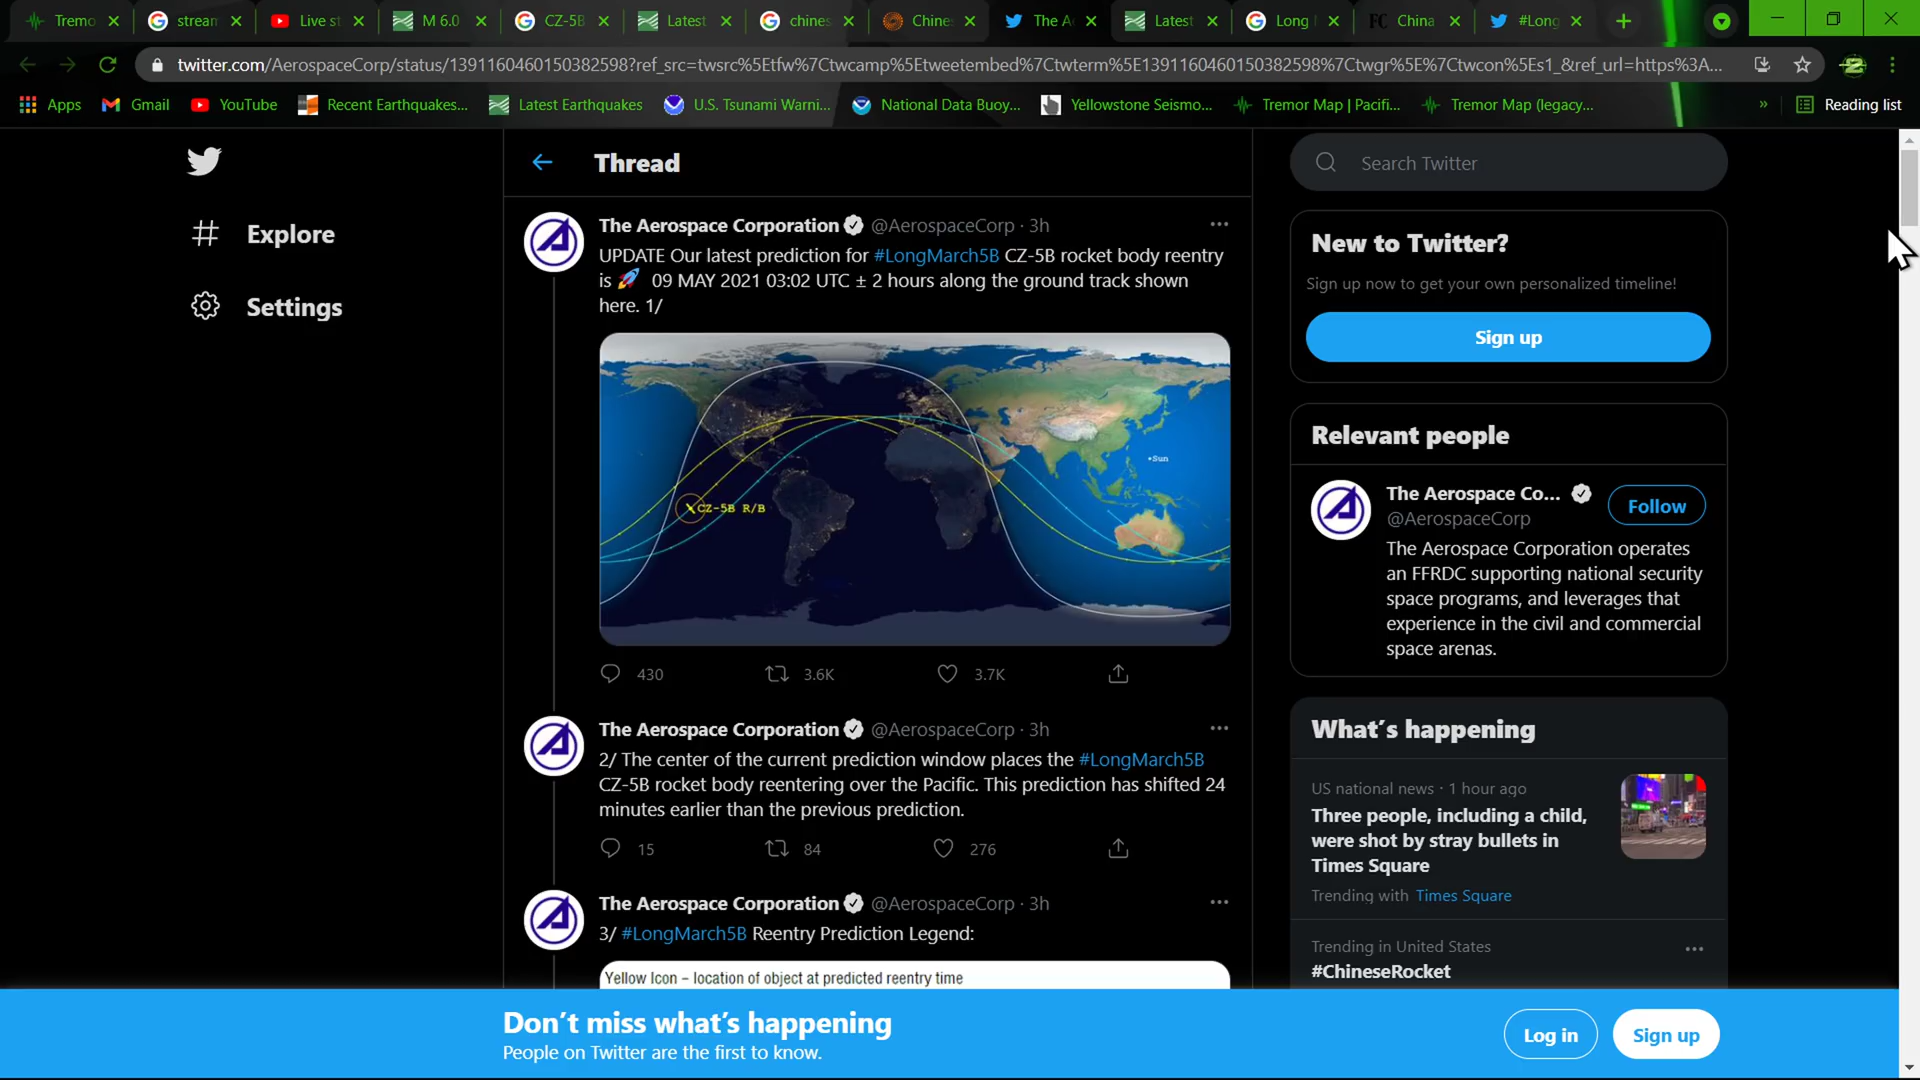 Tremo
stream
Live st
M 6.0
CZ-5B
Latest
chines
Chine
The A
Latest
Long
FC China
#Long
twitter.com/AerospaceCorp/status/1391160460150382598?ref_src=twsrc%5Etfw%7Ctwcamp%5Etweetembed%7Ctwterm%5E1391160460150382598%7Ctwgr%5E%7Ctwcon%5Es1_&ref_url=https%3A...
Apps
Gmail
YouTube
Recent Earthquakes...
Latest Earthquakes
U.S. Tsunami Warni...
National Data Buoy...
Yellowstone Seismo...
Tremor Map | Pacifi...
Tremor Map (legacy...
»
Reading list
Explore
Settings
Thread
The Aerospace Corporation @AerospaceCorp · 3h
UPDATE Our latest prediction for #LongMarch5B CZ-5B rocket body reentry
is 🚀 09 MAY 2021 03:02 UTC ± 2 hours along the ground track shown
here. 1/
Sun
CZ-5B R/B
430
3.6K
3.7K
The Aerospace Corporation @AerospaceCorp · 3h
2/ The center of the current prediction window places the #LongMarch5B
CZ-5B rocket body reentering over the Pacific. This prediction has shifted 24
minutes earlier than the previous prediction.
15
84
276
The Aerospace Corporation @AerospaceCorp · 3h
3/ #LongMarch5B Reentry Prediction Legend:
Yellow Icon – location of object at predicted reentry time
Search Twitter
New to Twitter?
Sign up now to get your own personalized timeline!
Sign up
Relevant people
The Aerospace Co...
@AerospaceCorp
Follow
The Aerospace Corporation operates
an FFRDC supporting national security
space programs, and leverages that
experience in the civil and commercial
space arenas.
What's happening
US national news · 1 hour ago
Three people, including a child,
were shot by stray bullets in
Times Square
Trending with Times Square
Trending in United States
#ChineseRocket
Don't miss what's happening
People on Twitter are the first to know.
Log in
Sign up